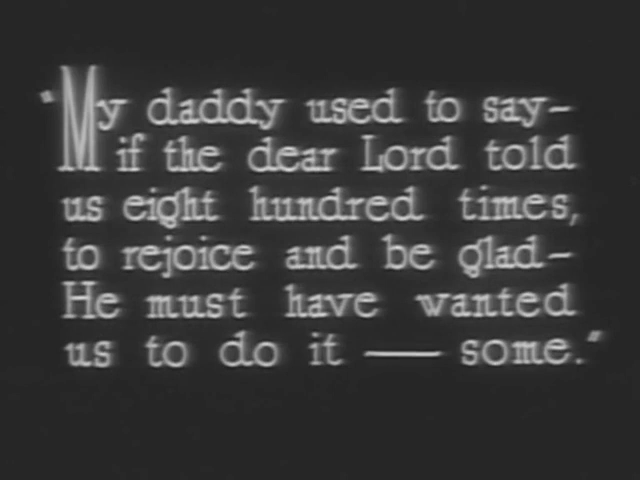 "My daddy used to say—
if the dear Lord told
us eight hundred times,
to rejoice and be glad—
He must have wanted
us to do it — some."